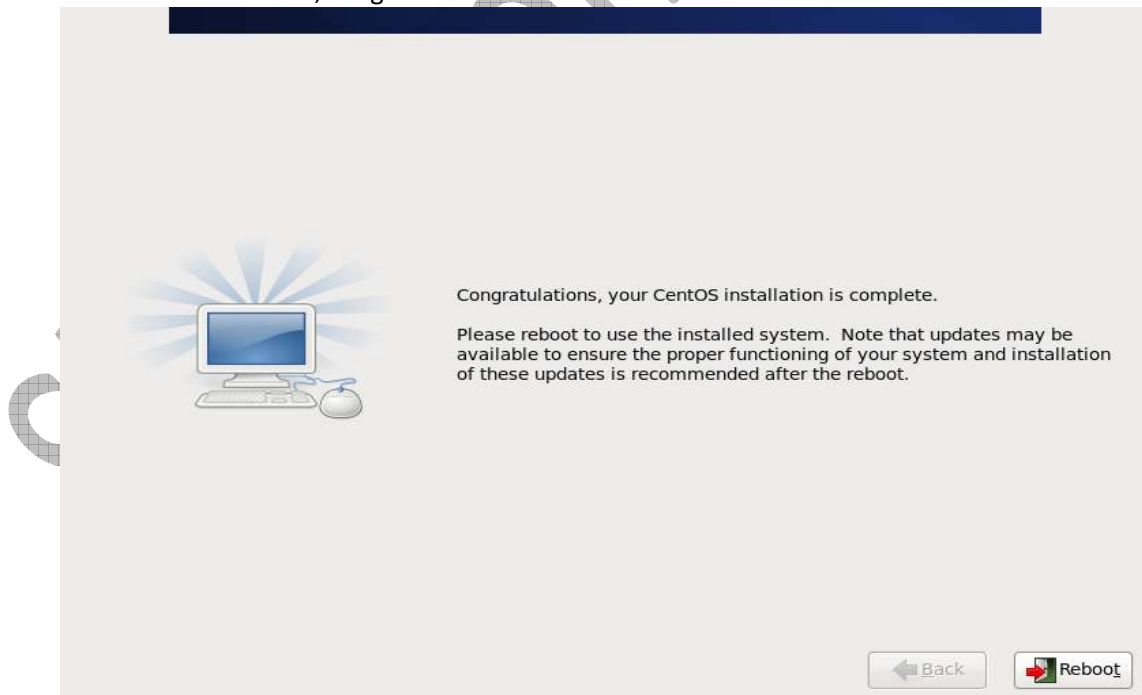 Congratulations, your CentOS installation is complete.
Please reboot to use the installed system.  Note that updates may be
available to ensure the proper functioning of your system and installation
of these updates is recommended after the reboot.
Back
Reboot